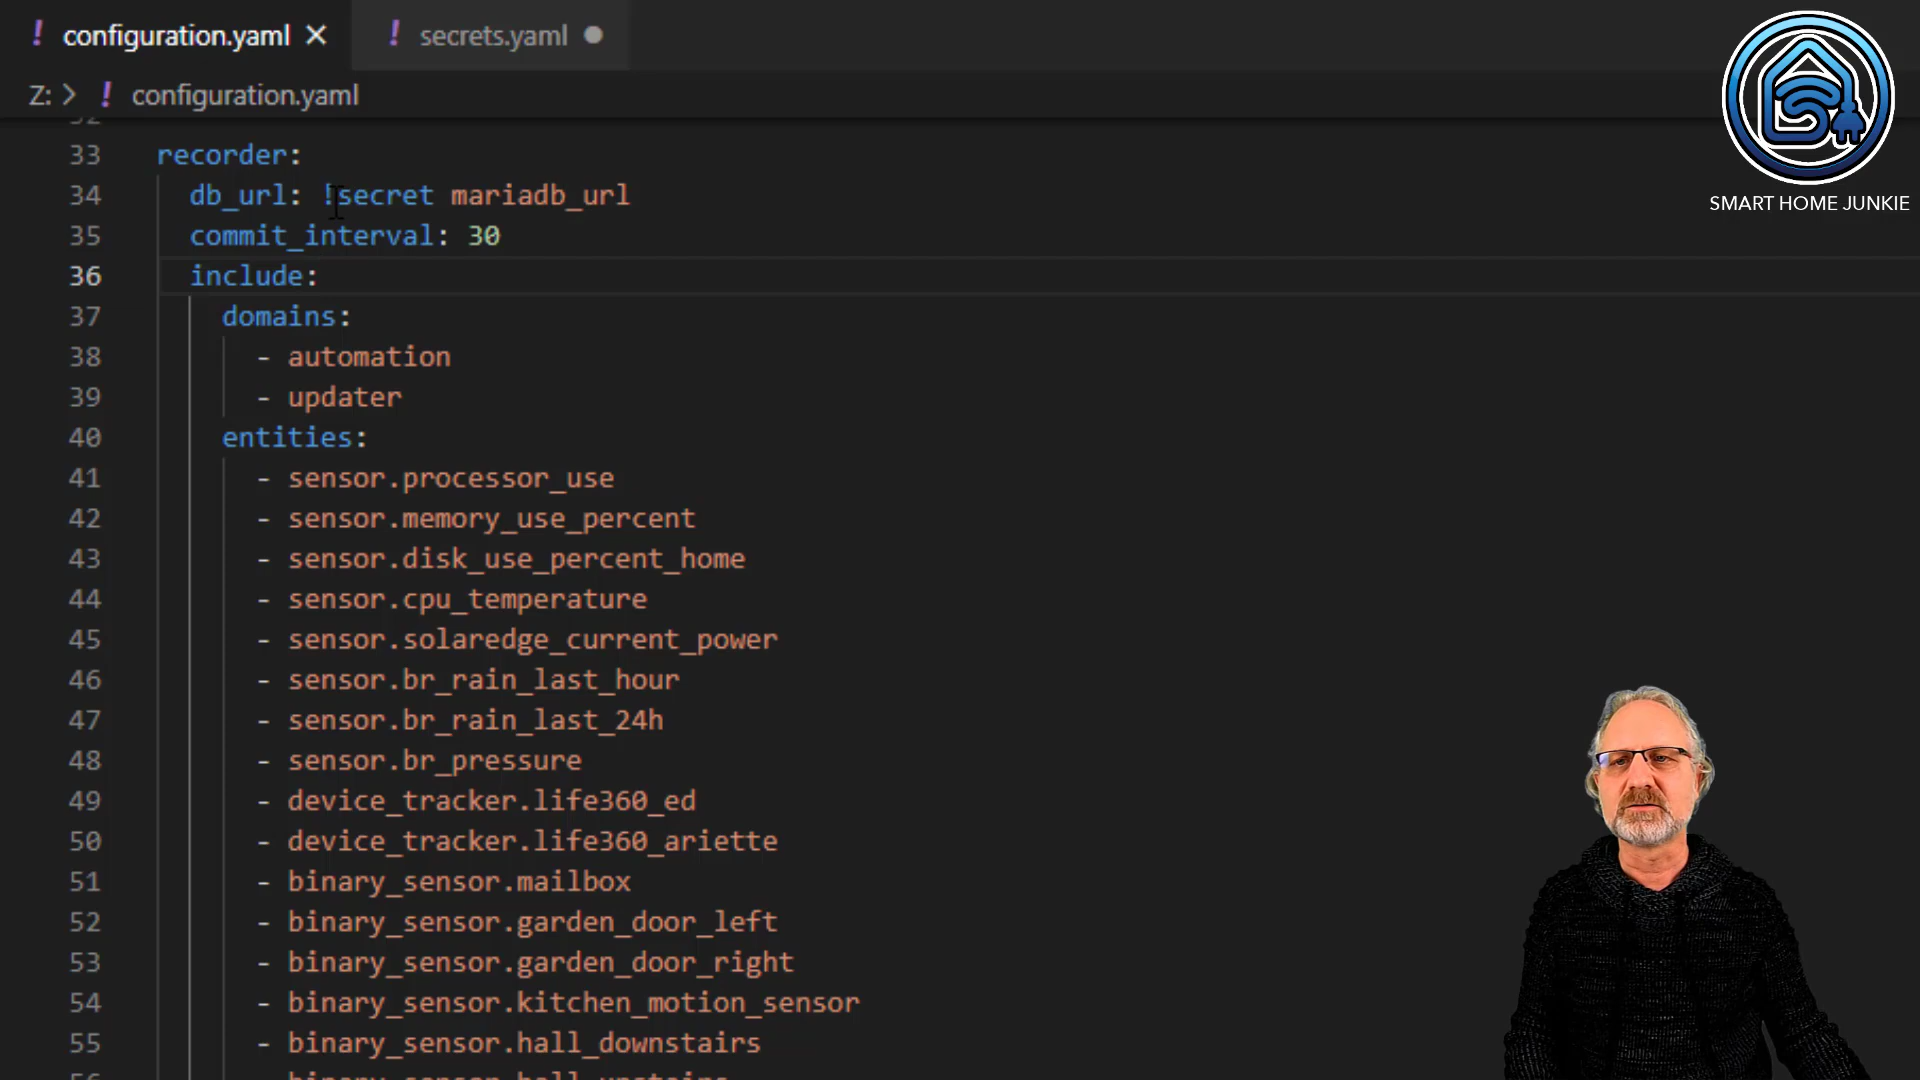 ! configuration.yaml ×
! secrets.yaml ●
Z: > ! configuration.yaml
SMART HOME JUNKIE
32
33 recorder:
34 db_url: !secret mariadb_url
35 commit_interval: 30
36 include:
37 domains:
38 - automation
39 - updater
40 entities:
41 - sensor.processor_use
42 - sensor.memory_use_percent
43 - sensor.disk_use_percent_home
44 - sensor.cpu_temperature
45 - sensor.solaredge_current_power
46 - sensor.br_rain_last_hour
47 - sensor.br_rain_last_24h
48 - sensor.br_pressure
49 - device_tracker.life360_ed
50 - device_tracker.life360_ariette
51 - binary_sensor.mailbox
52 - binary_sensor.garden_door_left
53 - binary_sensor.garden_door_right
54 - binary_sensor.kitchen_motion_sensor
55 - binary_sensor.hall_downstairs